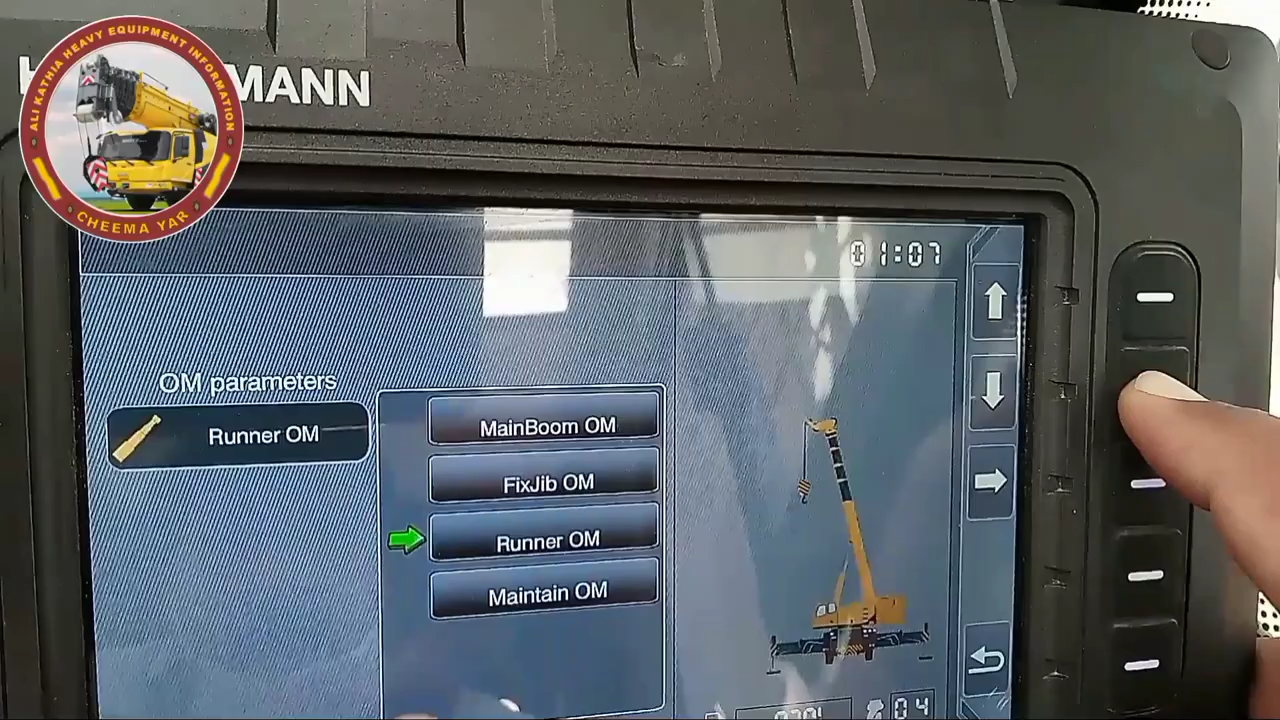 ALI KATHIA HEAVY EQUIPMENT INFORMATION
CHEEMA YAR
MANN
01:07
OM parameters
Runner OM
MainBoom OM
FixJib OM
Runner OM
Maintain OM
04